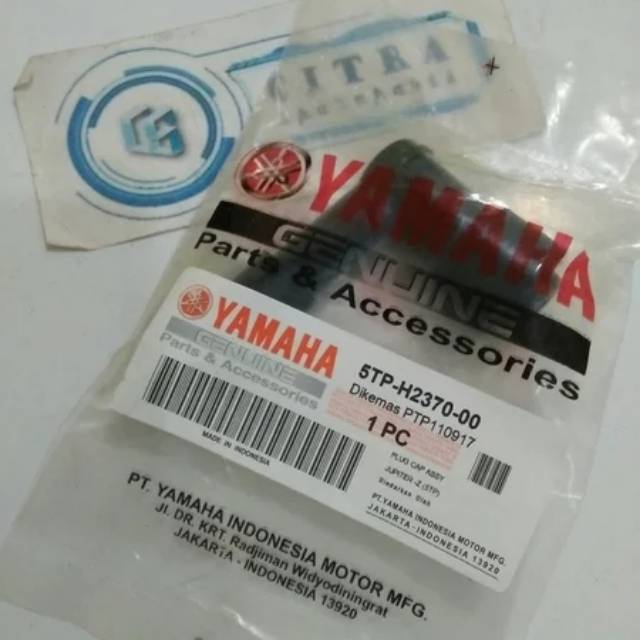 CITRA
YAMAHA
GENUINE
Parts & Accessories
YAMAHA
GENUINE
Parts & Accessories
5TP-H2370-00
Dikemas PTP110917
1 PC
PLUG CAP ASSY
JUPITER-Z (5TP)
MADE IN INDONESIA
PT.YAMAHA INDONESIA MOTOR MFG.
JAKARTA - INDONESIA 13920
PT. YAMAHA INDONESIA MOTOR MFG.
JL. DR. KRT. Radjiman Widyodiningrat
JAKARTA - INDONESIA 13920